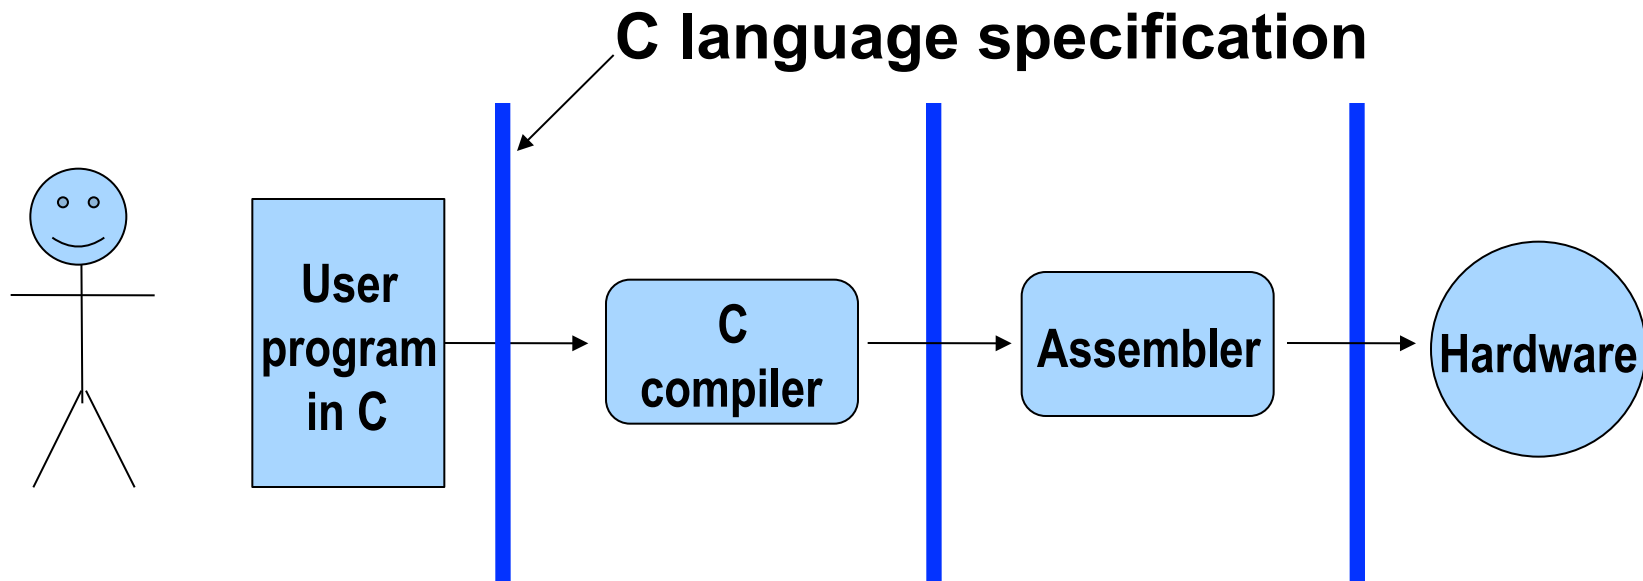 C language specification
User
program
in C
C
compiler
Assembler
Hardware